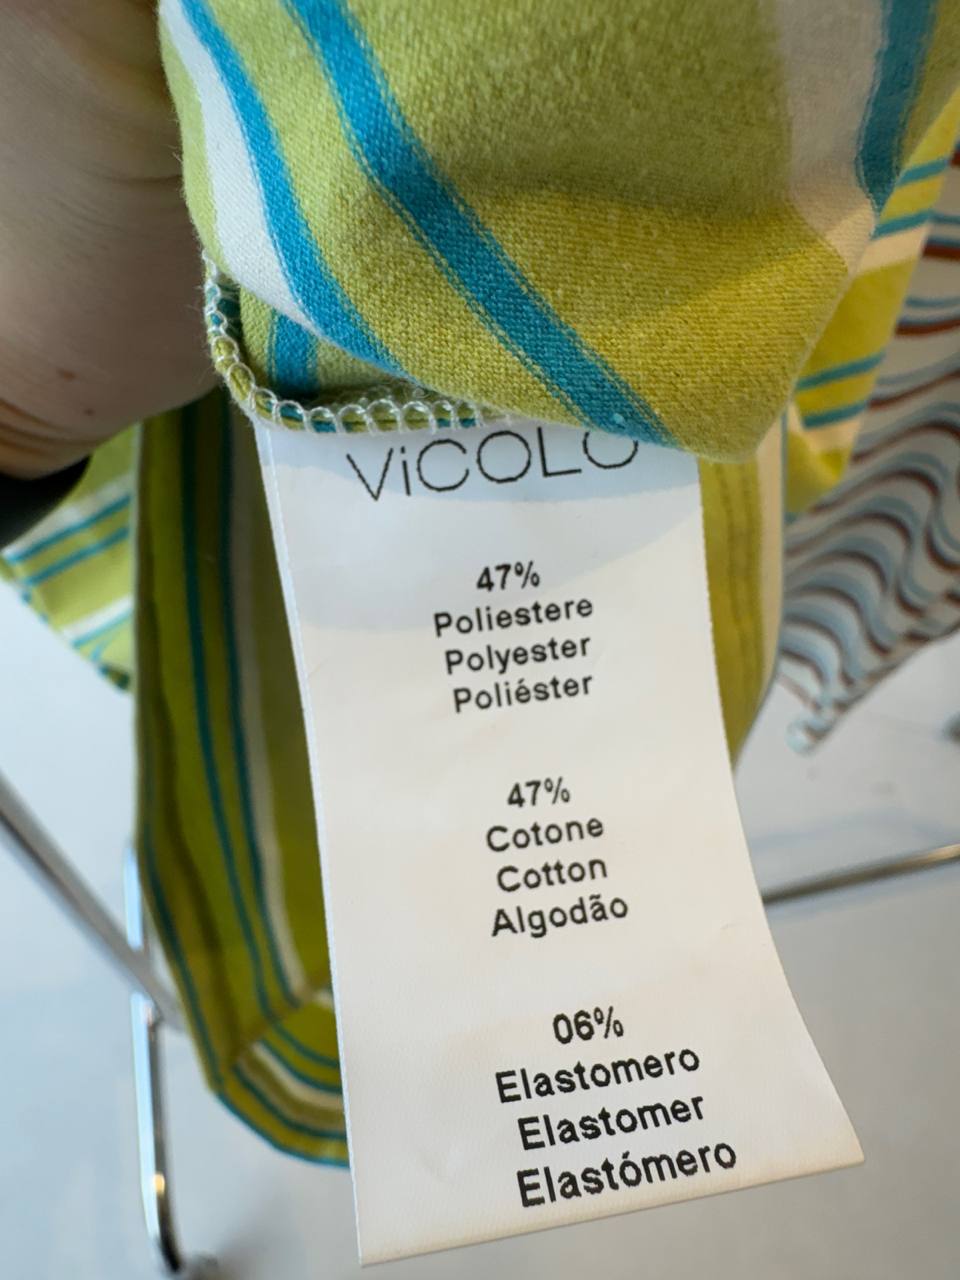 ViCOLO
47%
Poliestere
Polyester
Poliéster
47%
Cotone
Cotton
Algodão
06%
Elastomero
Elastomer
Elastómero